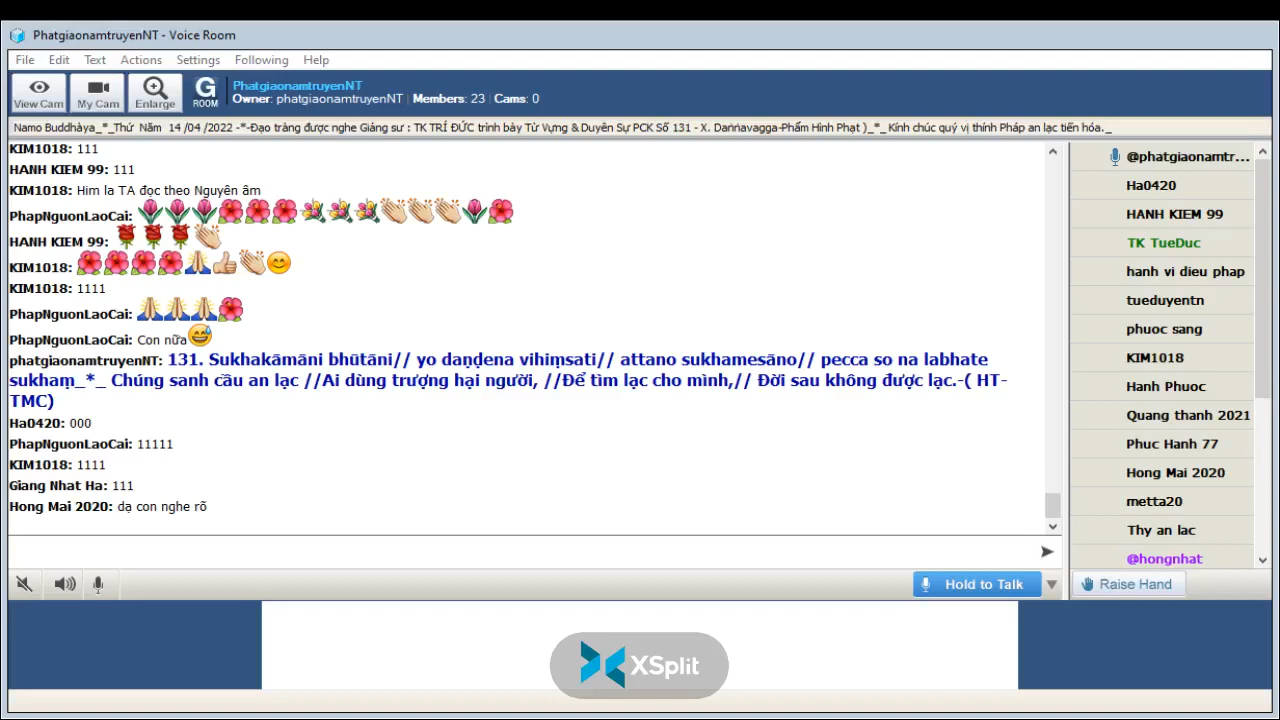 PhatgiaonamtruyenNT - Voice Room
File Edit Text Actions Settings Following Help
View Cam My Cam Enlarge G ROOM
PhatgiaonamtruyenNT
Owner: phatgiaonamtruyenNT | Members: 23 | Cams: 0
Namo Buddhàya_*_Thứ Năm 14 /04 /2022 -*-Đạo tràng được nghe Giảng sư : TK TRÍ ĐỨC trình bày Từ Vựng & Duyên Sự PCK Số 131 - X. Daṇṇavagga-Phẩm Hình Phạt )_*_ Kính chúc quý vị thính Pháp an lạc tiến hóa._
KIM1018: 111
HANH KIEM 99: 111
KIM1018: Him la TA đọc theo Nguyên âm
PhapNguonLaoCai:
HANH KIEM 99:
KIM1018:
KIM1018: 1111
PhapNguonLaoCai:
PhapNguonLaoCai: Con nữa
phatgiaonamtruyenNT: 131. Sukhakāmāni bhūtāni// yo daṇḍena vihiṃsati// attano sukhamesāno// pecca so na labhate
sukhaṃ_*_ Chúng sanh cầu an lạc //Ai dùng trượng hại người, //Để tìm lạc cho mình,// Đời sau không được lạc.-( HT-
TMC)
Ha0420: 000
PhapNguonLaoCai: 11111
KIM1018: 1111
Giang Nhat Ha: 111
Hong Mai 2020: dạ con nghe rõ
@phatgiaonamtr...
Ha0420
HANH KIEM 99
TK TueDuc
hanh vi dieu phap
tueduyentn
phuoc sang
KIM1018
Hanh Phuoc
Quang thanh 2021
Phuc Hanh 77
Hong Mai 2020
metta20
Thy an lac
@hongnhat
Hold to Talk
Raise Hand
XSplit